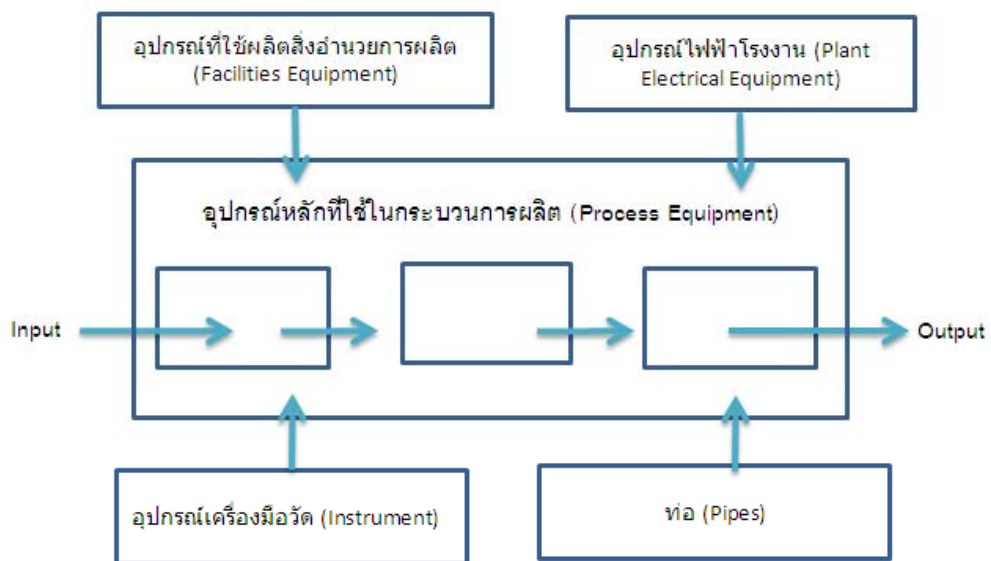 อุปกรณ์ที่ใช้ผลิตสิ่งอำนวยการผลิต
(Facilities Equipment)
อุปกรณ์ไฟฟ้าโรงงาน (Plant
Electrical Equipment)
อุปกรณ์หลักที่ใช้ในกระบวนการผลิต (Process Equipment)
Input
Output
อุปกรณ์เครื่องมือวัด (Instrument)
ท่อ (Pipes)